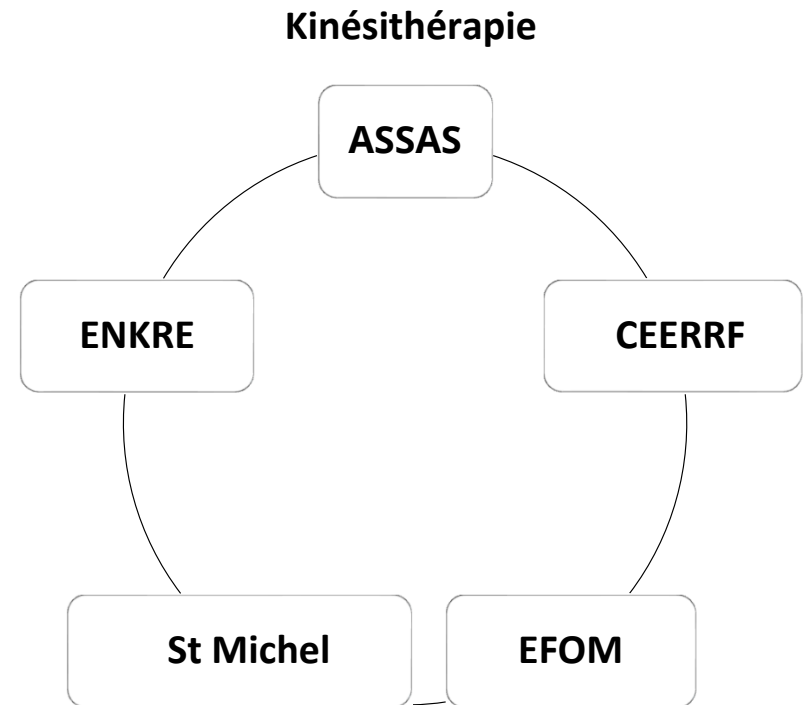 Kinésithérapie
ASSAS
ENKRE
CEERRF
St Michel
EFOM